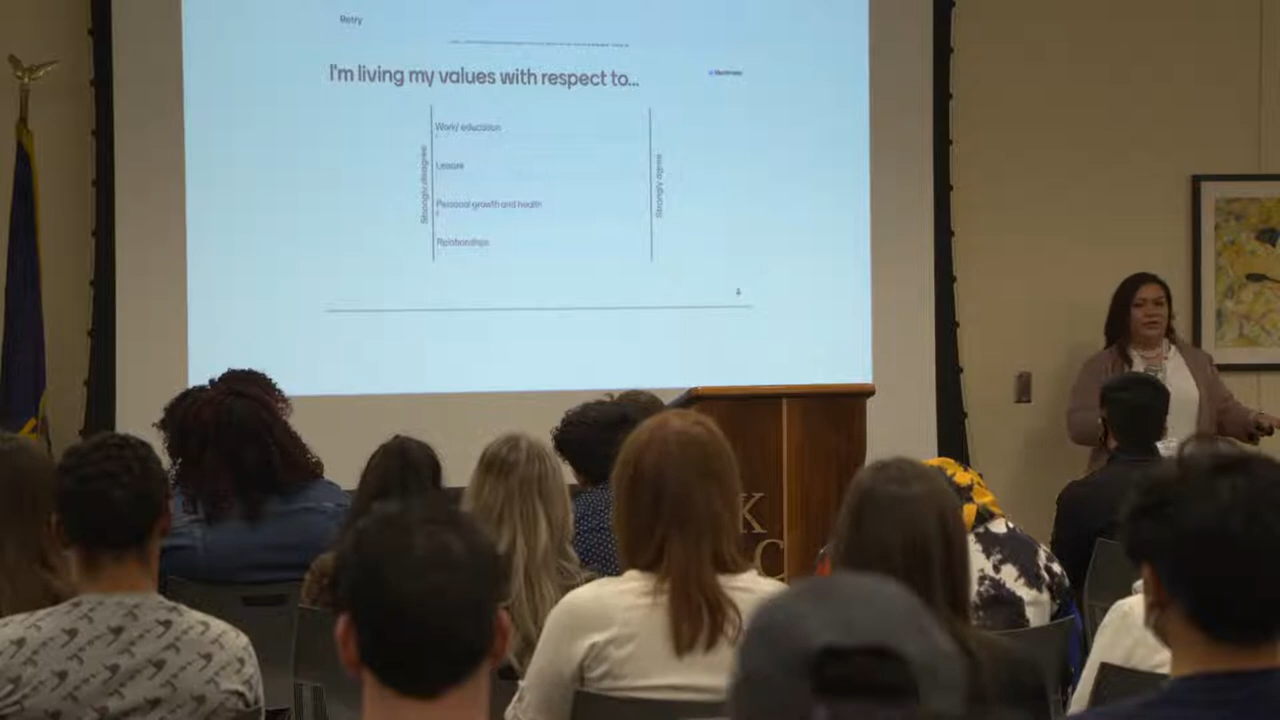 Retry
I'm living my values with respect to...
Mentimeter
Strongly disagree
Work/ education
Leisure
Personal growth and health
Relationships
Strongly agree
K
C